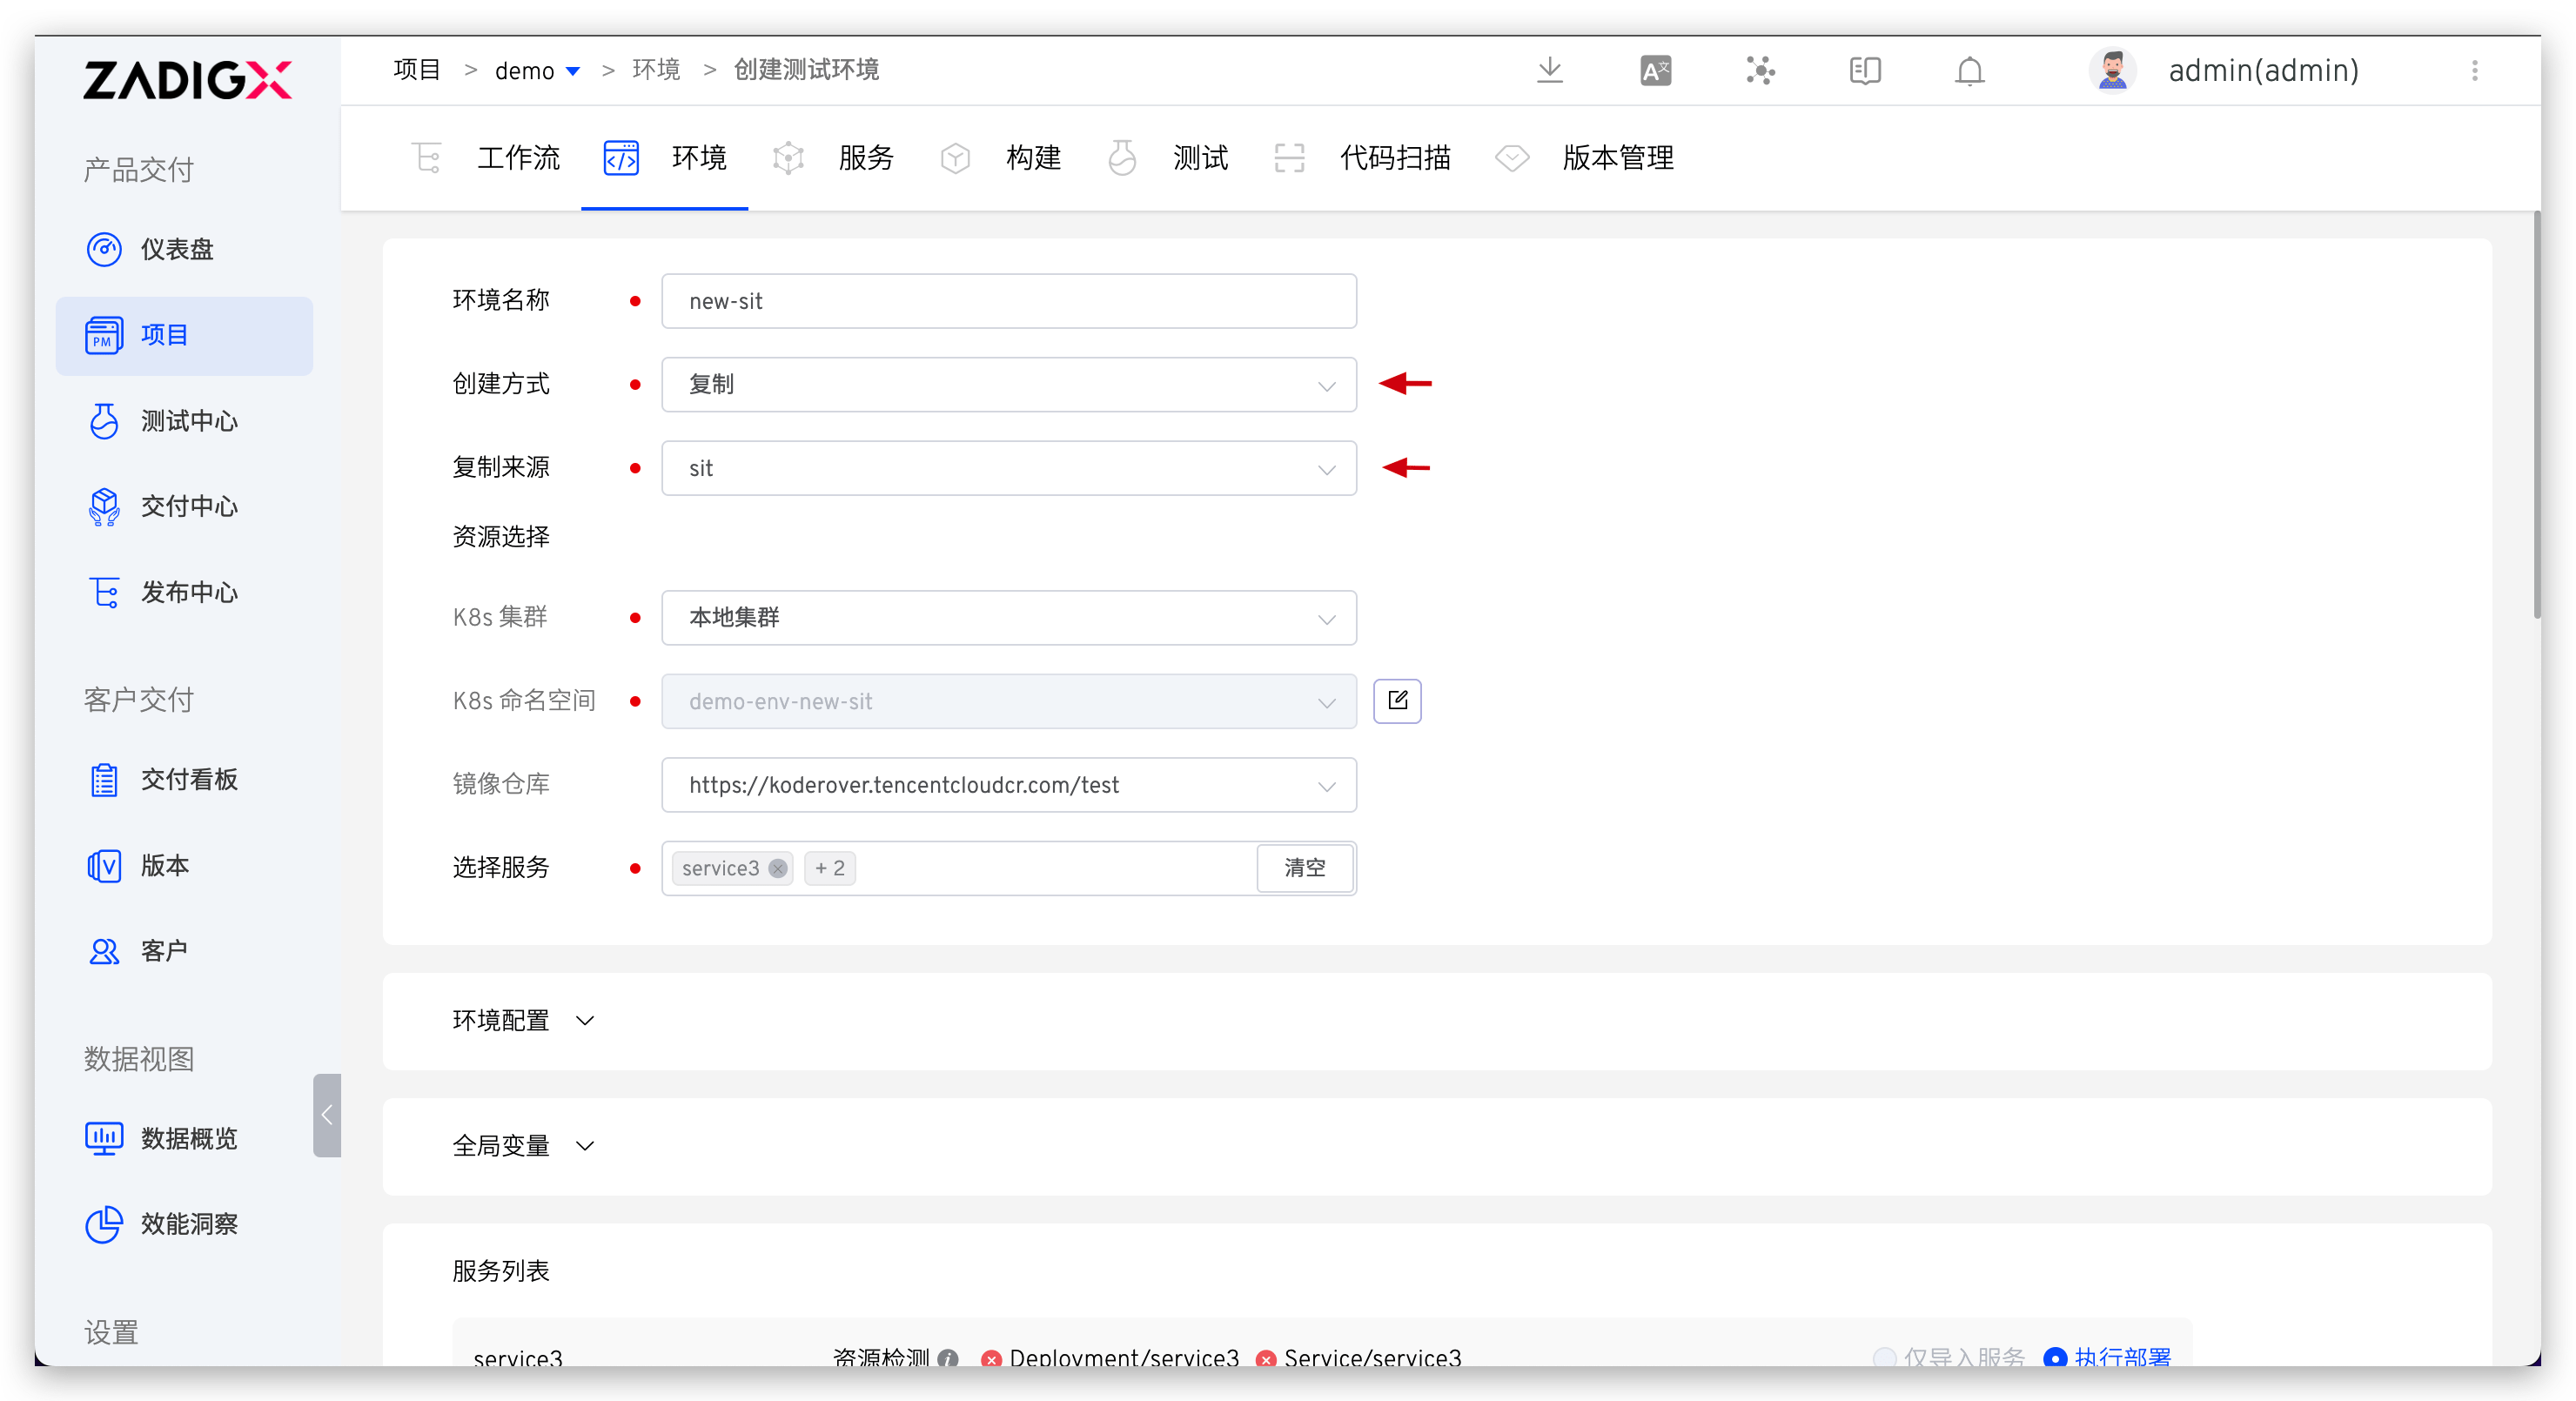 ZADIGX
项目 > demo > 环境 > 创建测试环境
A文
admin(admin)
工作流 环境 服务 构建 测试 代码扫描 版本管理
产品交付
仪表盘
PM 项目
测试中心
交付中心
发布中心
客户交付
交付看板
V 版本
客户
数据视图
数据概览
效能洞察
设置
环境名称 new-sit
创建方式 复制
复制来源 sit
资源选择
K8s 集群 本地集群
K8s 命名空间 demo-env-new-sit
镜像仓库 https://koderover.tencentcloudcr.com/test
选择服务 service3 + 2 清空
环境配置
全局变量
服务列表
service3 资源检测 i Deployment/service3 Service/service3 仅导入服务 执行部署